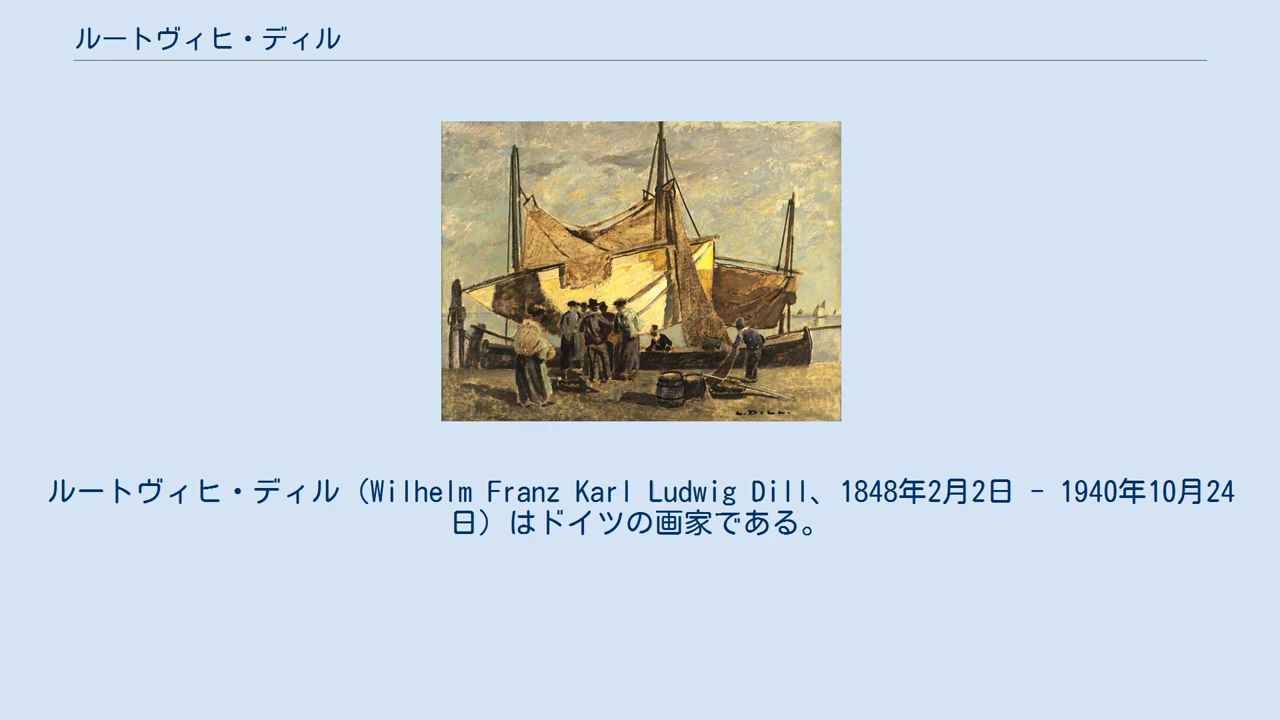 ルートヴィヒ・ディル
L.DILL.
ルートヴィヒ・ディル（Wilhelm Franz Karl Ludwig Dill、1848年2月2日 - 1940年10月24
日）はドイツの画家である。